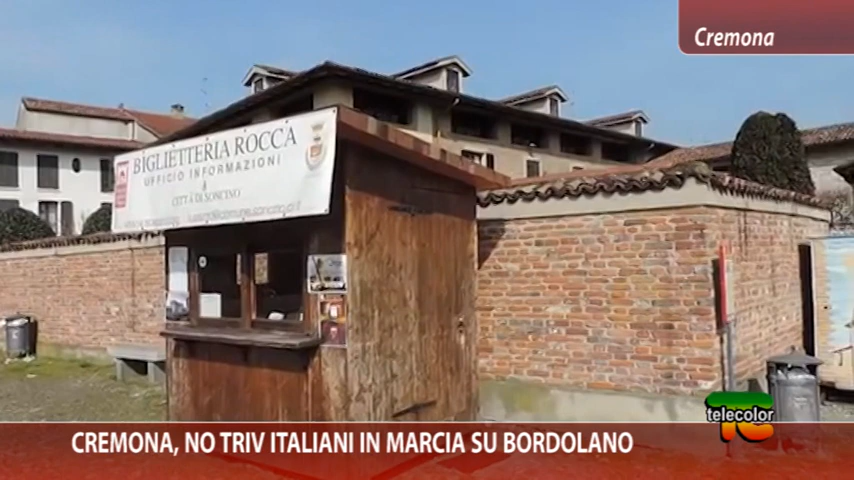 Cremona
BIGLIETTERIA ROCCA
UFFICIO INFORMAZIONI
CITTÀ DI SONCINO
telecolor
CREMONA, NO TRIV ITALIANI IN MARCIA SU BORDOLANO